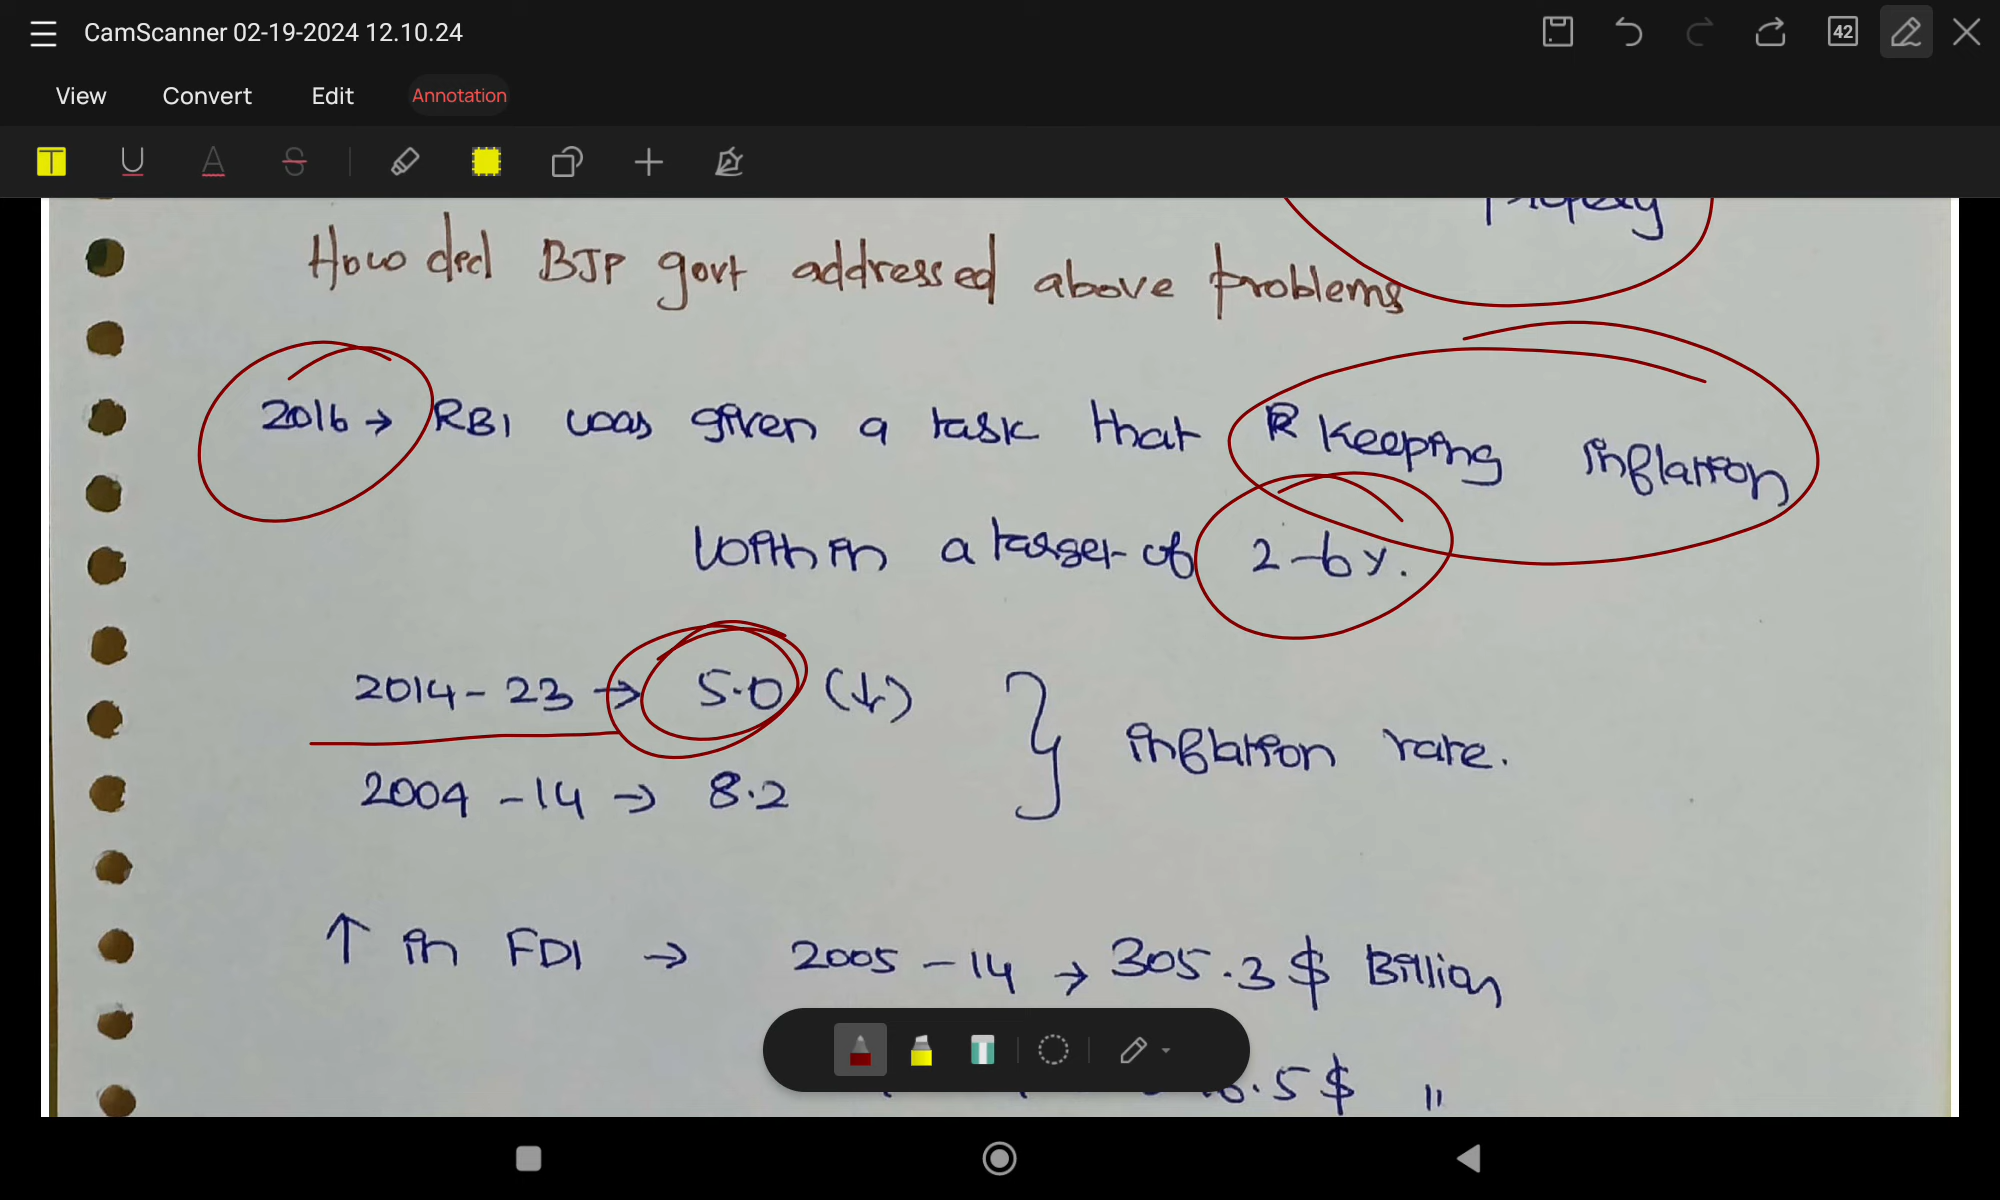 CamScanner 02-19-2024 12.10.24
42
View Convert Edit Annotation
T U A S
How did BJP govt addressed above problems
2016 → RBI was given a task that keeping inflation
within a target of 2-6%.
2014-23 → 5.0 (↓)
inflation rate.
2004-14 → 8.2
↑ in FDI → 2005-14 → 305.3 $ Billion
.5 $ "